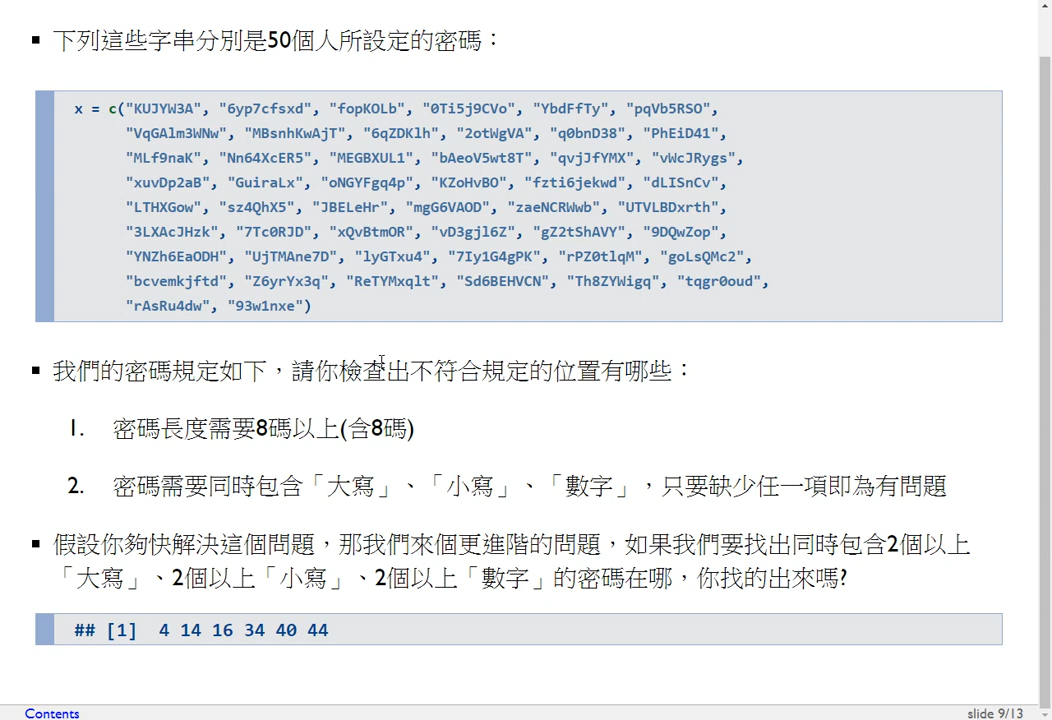 下列這些字串分別是50個人所設定的密碼：
x = c("KUJYW3A", "6yp7cfsxd", "fopKOLb", "0Ti5j9CVo", "YbdFfTy", "pqVb5RSO",
"VqGAlm3WNw", "MBsnhKwAjT", "6qZDKlh", "2otWgVA", "q0bnD38", "PhEiD41",
"MLf9naK", "Nn64XcER5", "MEGBXUL1", "bAeoV5wt8T", "qvjJfYMX", "vWcJRygs",
"xuvDp2aB", "GuiraLx", "oNGYFgq4p", "KZoHvBO", "fzti6jekwd", "dLISnCv",
"LTHXGow", "sz4QhX5", "JBELeHr", "mgG6VAOD", "zaeNCRWwb", "UTVLBDxrth",
"3LXAcJHzk", "7Tc0RJD", "xQvBtmOR", "vD3gjl6Z", "gZ2tShAVY", "9DQwZop",
"YNZh6EaODH", "UjTMAne7D", "lyGTxu4", "7Iy1G4gPK", "rPZ0tlqM", "goLsQMc2",
"bcvemkjftd", "Z6yrYx3q", "ReTYMxqlt", "Sd6BEHVCN", "Th8ZYWigq", "tqgr0oud",
"rAsRu4dw", "93w1nxe")
我們的密碼規定如下，請你檢查出不符合規定的位置有哪些：
1. 密碼長度需要8碼以上(含8碼)
2. 密碼需要同時包含「大寫」、「小寫」、「數字」，只要缺少任一項即為有問題
假設你夠快解決這個問題，那我們來個更進階的問題，如果我們要找出同時包含2個以上
「大寫」、2個以上「小寫」、2個以上「數字」的密碼在哪，你找的出來嗎?
## [1]  4 14 16 34 40 44
Contents
slide 9/13